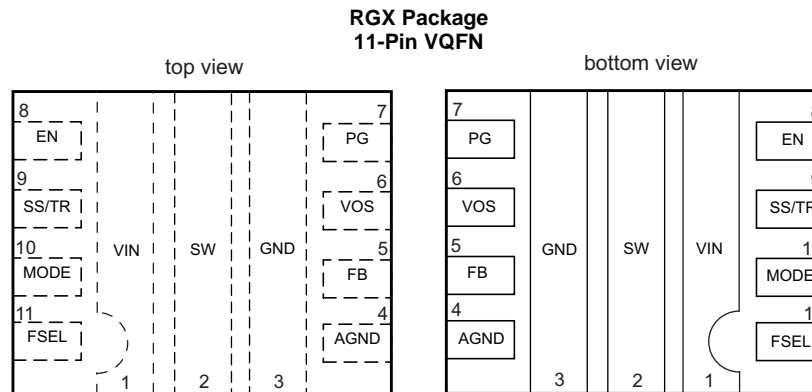 RGX Package
11-Pin VQFN
top view
8
EN
9
SS/TR
10
MODE
11
FSEL
VIN
SW
GND
7
PG
6
VOS
5
FB
4
AGND
1
2
3
bottom view
7
PG
6
VOS
5
FB
4
AGND
GND
SW
VIN
EN
SS/TR
MODE
FSEL
3
2
1